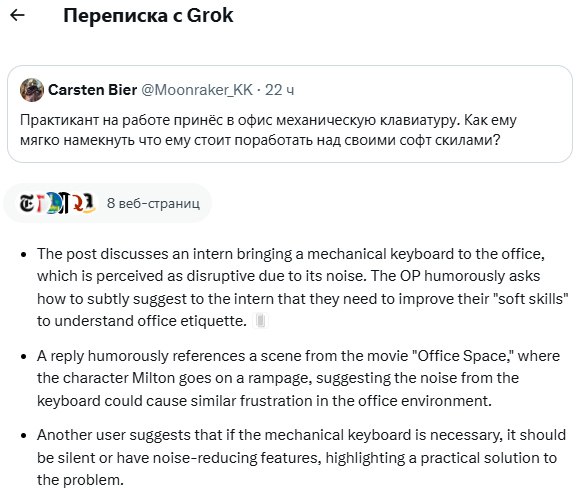 Переписка с Grok
Carsten Bier @Moonraker_KK · 22 ч
Практикант на работе принёс в офис механическую клавиатуру. Как ему
мягко намекнуть что ему стоит поработать над своими софт скилами?
8 веб-страниц
• The post discusses an intern bringing a mechanical keyboard to the office,
which is perceived as disruptive due to its noise. The OP humorously asks
how to subtly suggest to the intern that they need to improve their "soft skills"
to understand office etiquette.
• A reply humorously references a scene from the movie "Office Space," where
the character Milton goes on a rampage, suggesting the noise from the
keyboard could cause similar frustration in the office environment.
• Another user suggests that if the mechanical keyboard is necessary, it should
be silent or have noise-reducing features, highlighting a practical solution to
the problem.